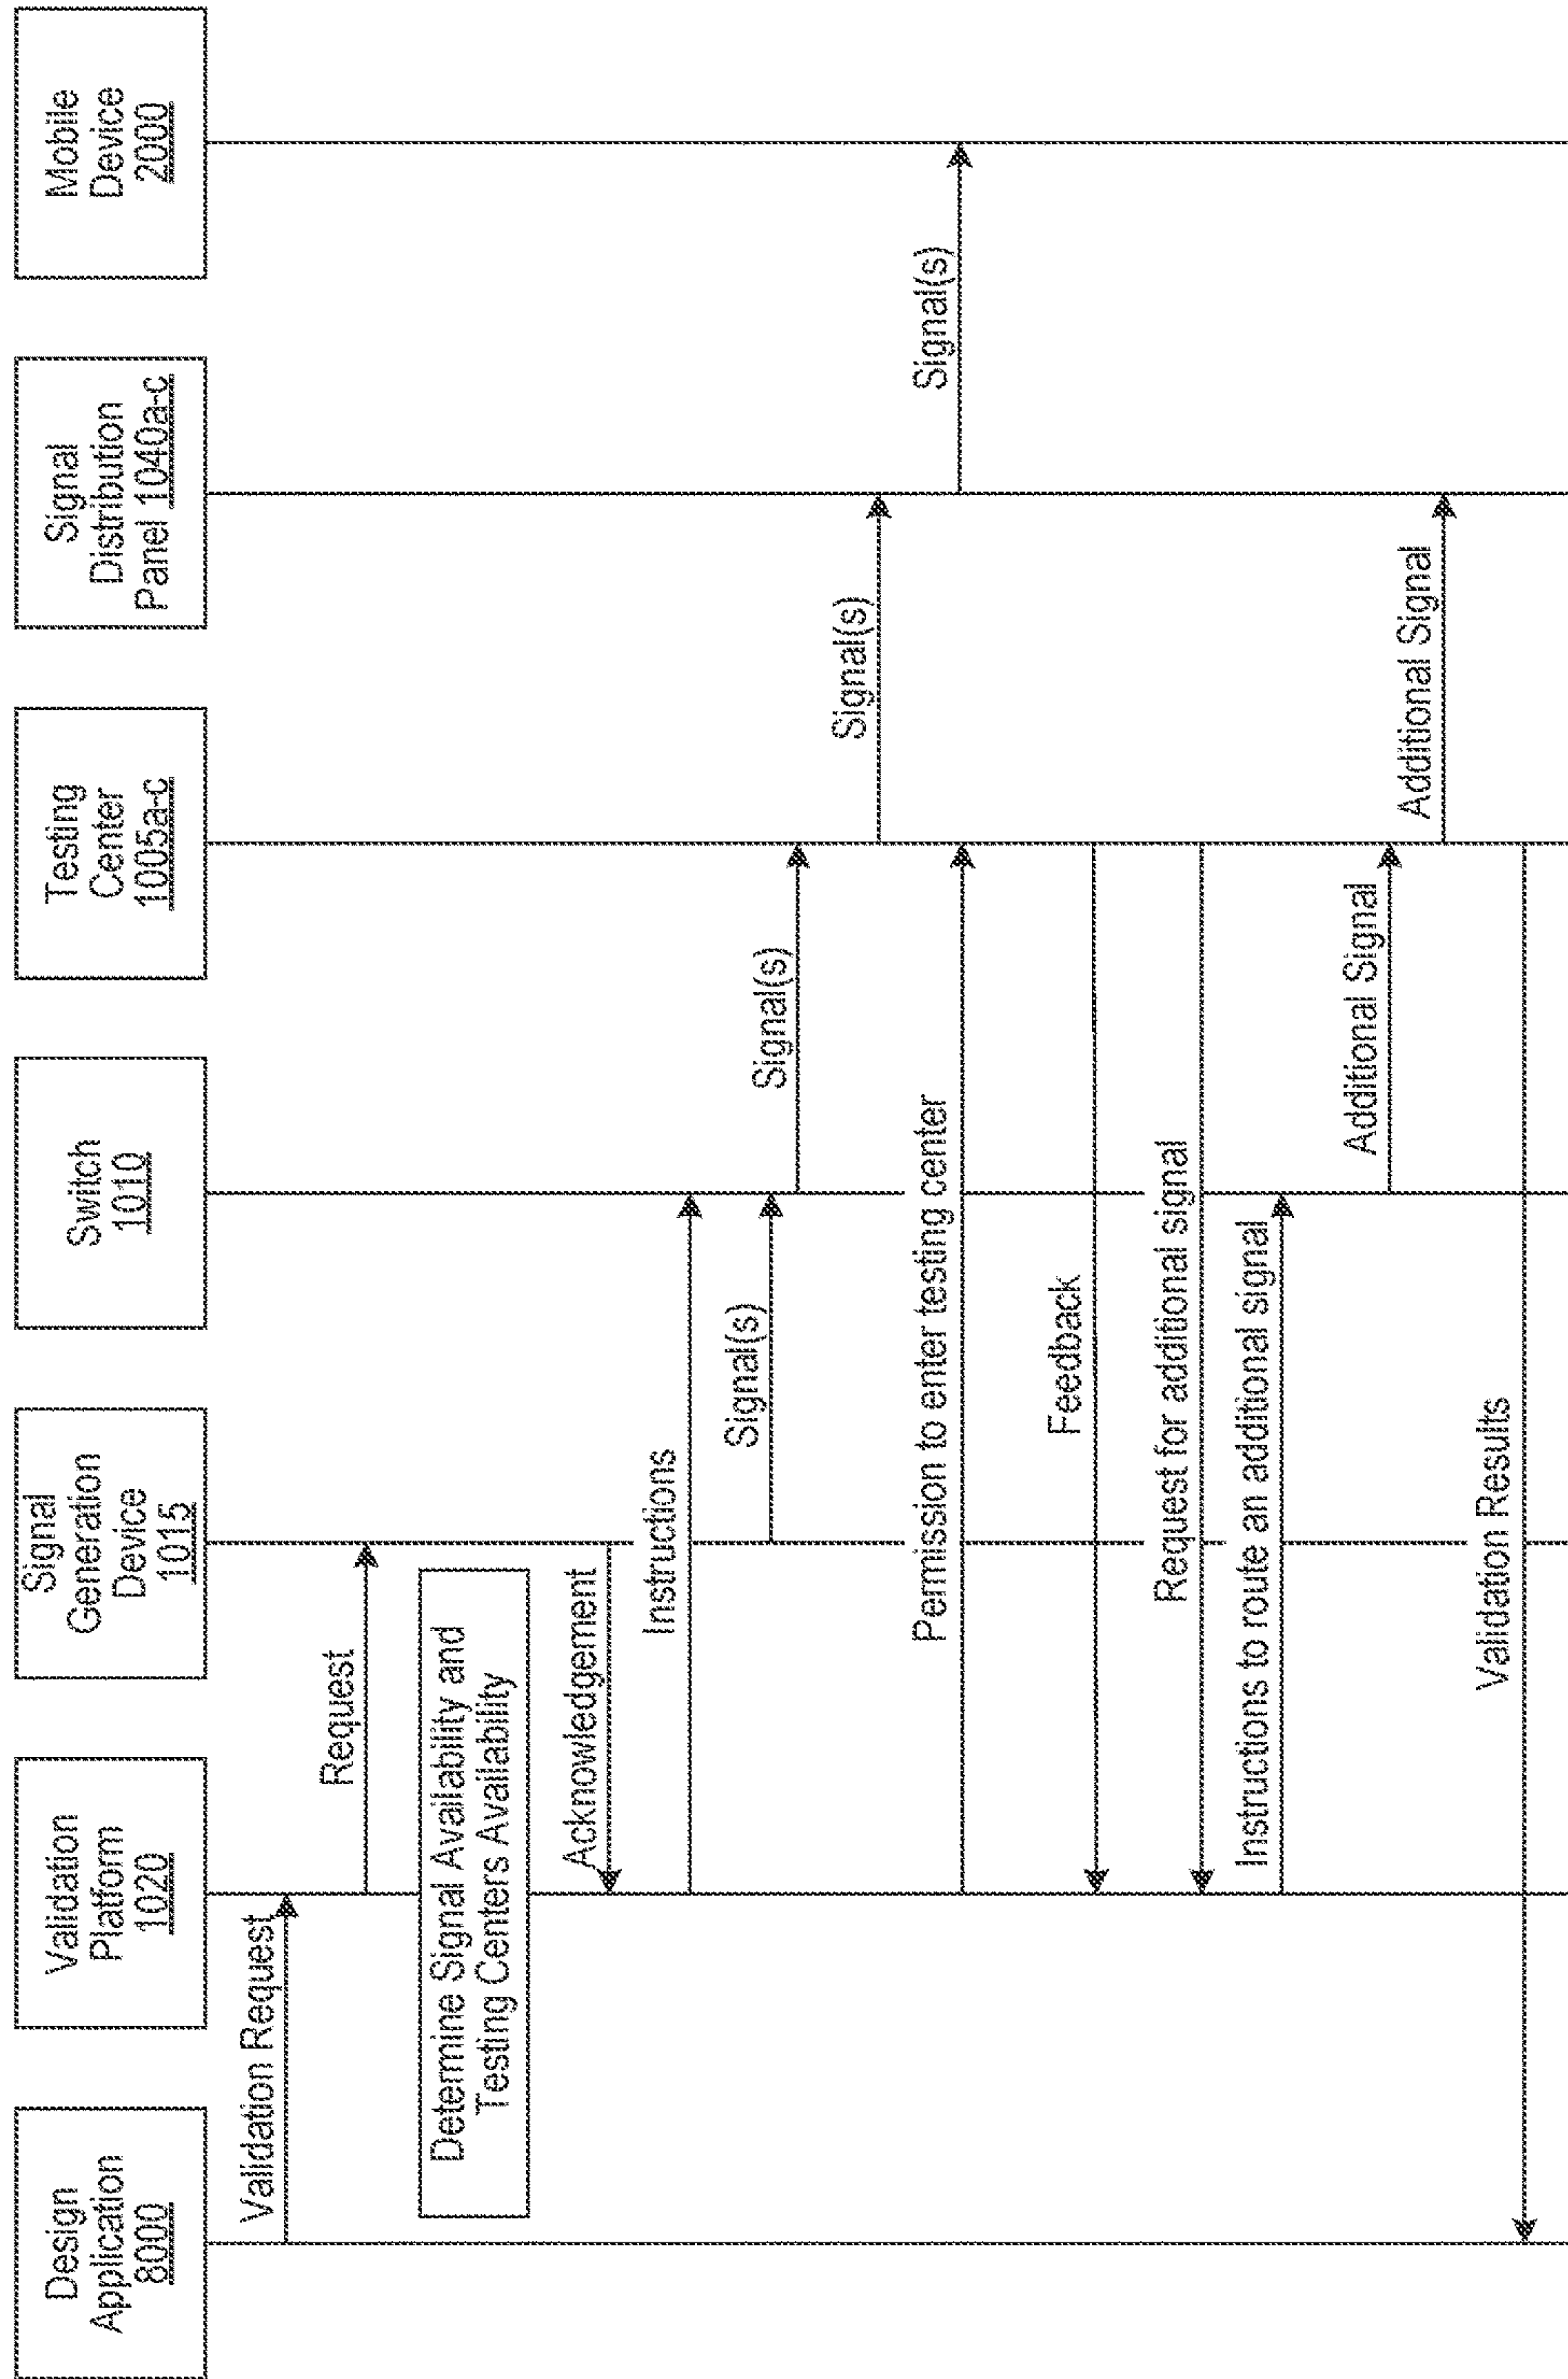 Design
Application
8000
Validation
Platform
1020
Signal
Generation
Device
1015
Switch
1010
Testing
Center
1005a-c
Signal
Distribution
Panel 1040a-c
Mobile
Device
2000
Validation Request
Request
Determine Signal Availability and
Testing Centers Availability
Acknowledgement
Instructions
Signal(s)
Signal(s)
Signal(s)
Permission to enter testing center
Signal(s)
Feedback
Request for additional signal
Instructions to route an additional signal
Additional Signal
Additional Signal
Validation Results